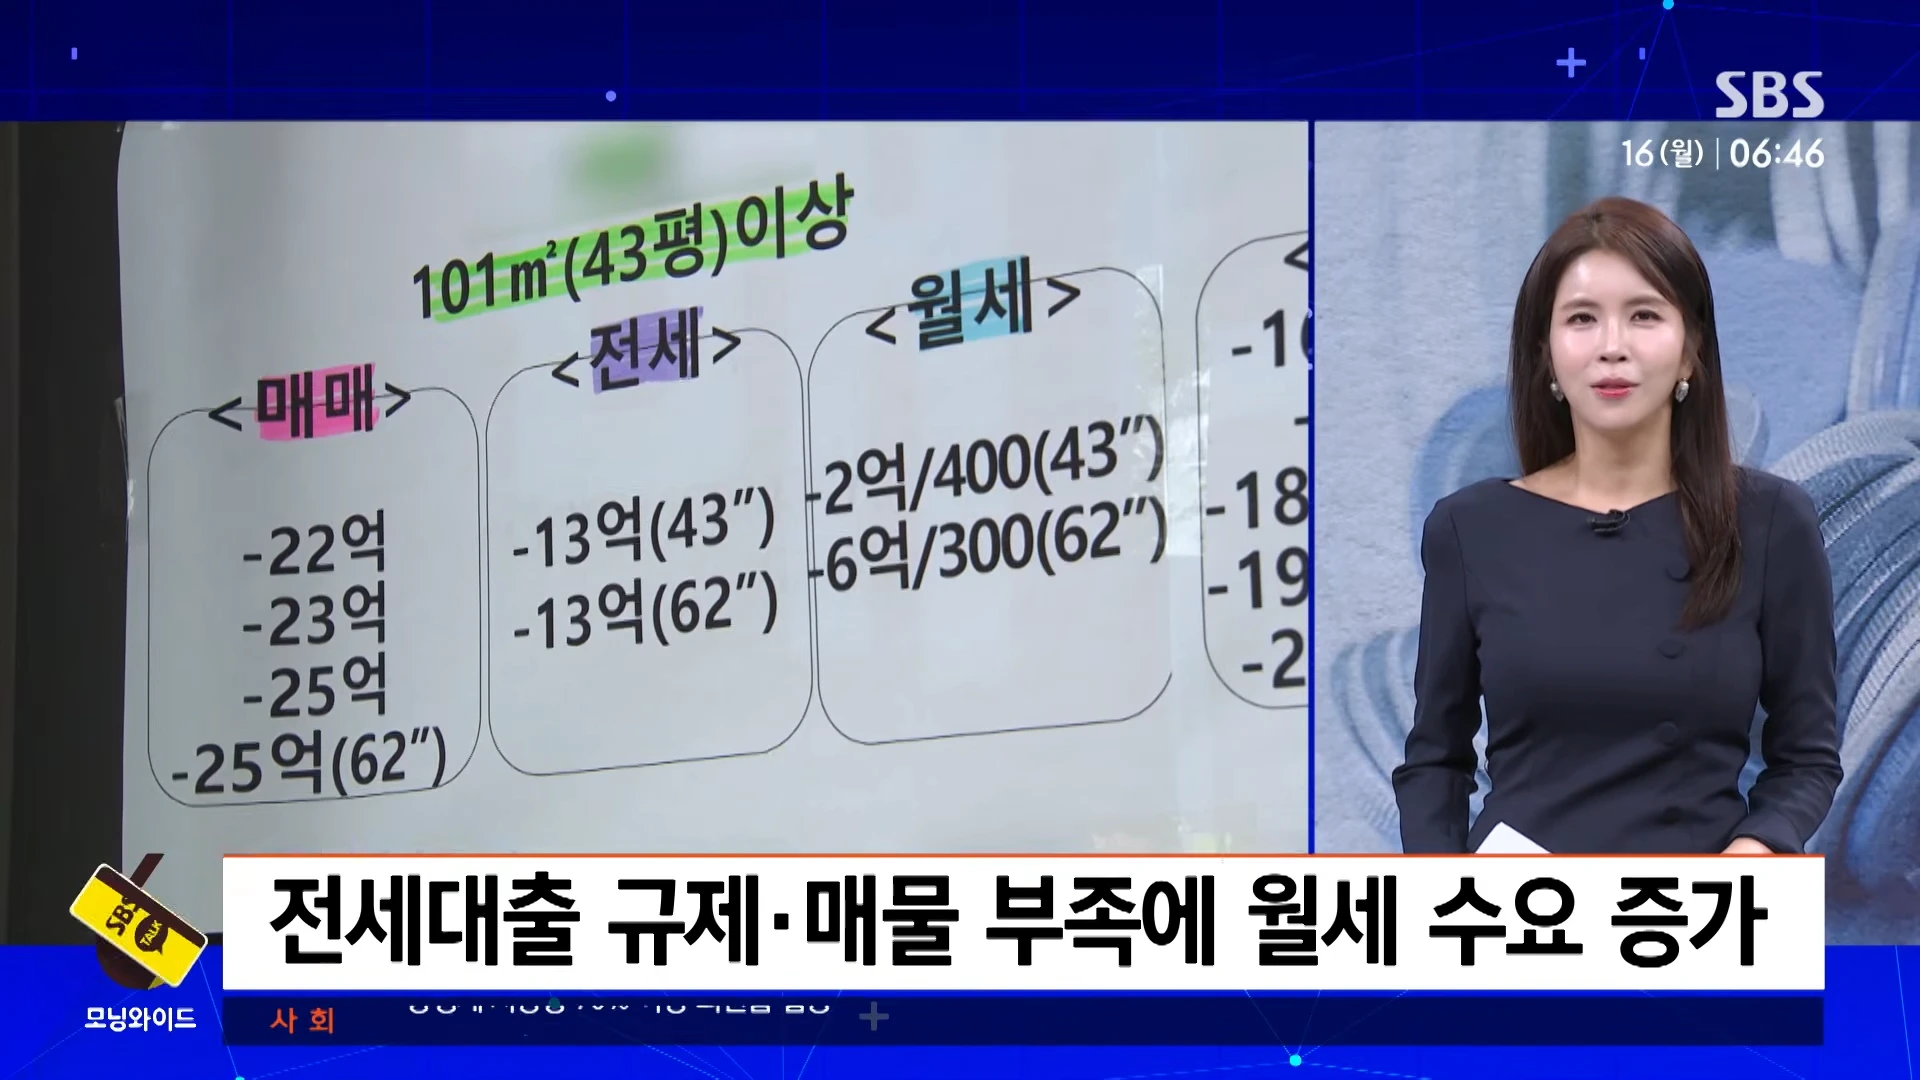 SBS
16(월) | 06:46
101㎡(43평)이상
<매매>
-22억
-23억
-25억
-25억(62")
<전세>
-13억(43")
-13억(62")
<월세>
-2억/400(43")
-6억/300(62")
<
-18
-19
-2
SBS
TALK
모닝와이드
전세대출 규제·매물 부족에 월세 수요 증가
사회